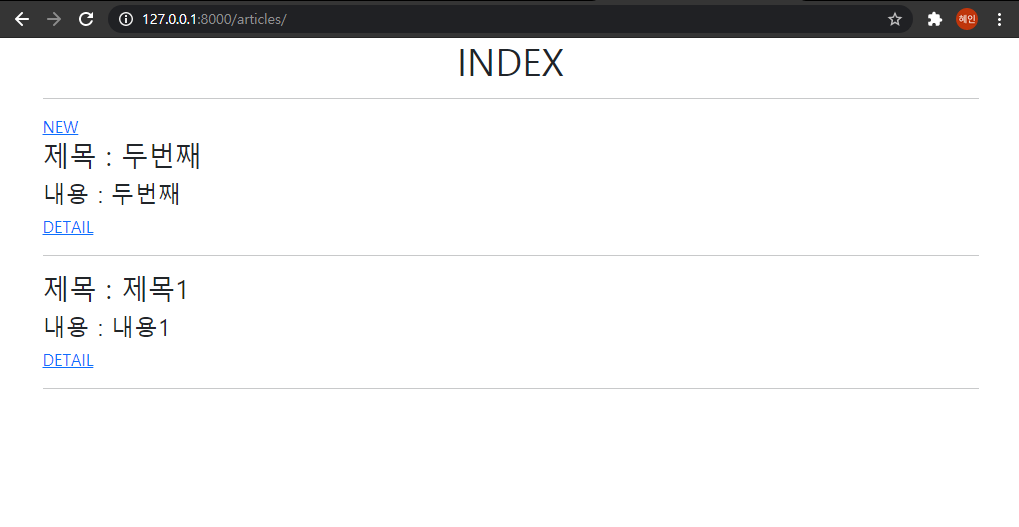 127.0.0.1:8000/articles/
혜인
INDEX
NEW
제목 : 두번째
내용 : 두번째
DETAIL
제목 : 제목1
내용 : 내용1
DETAIL